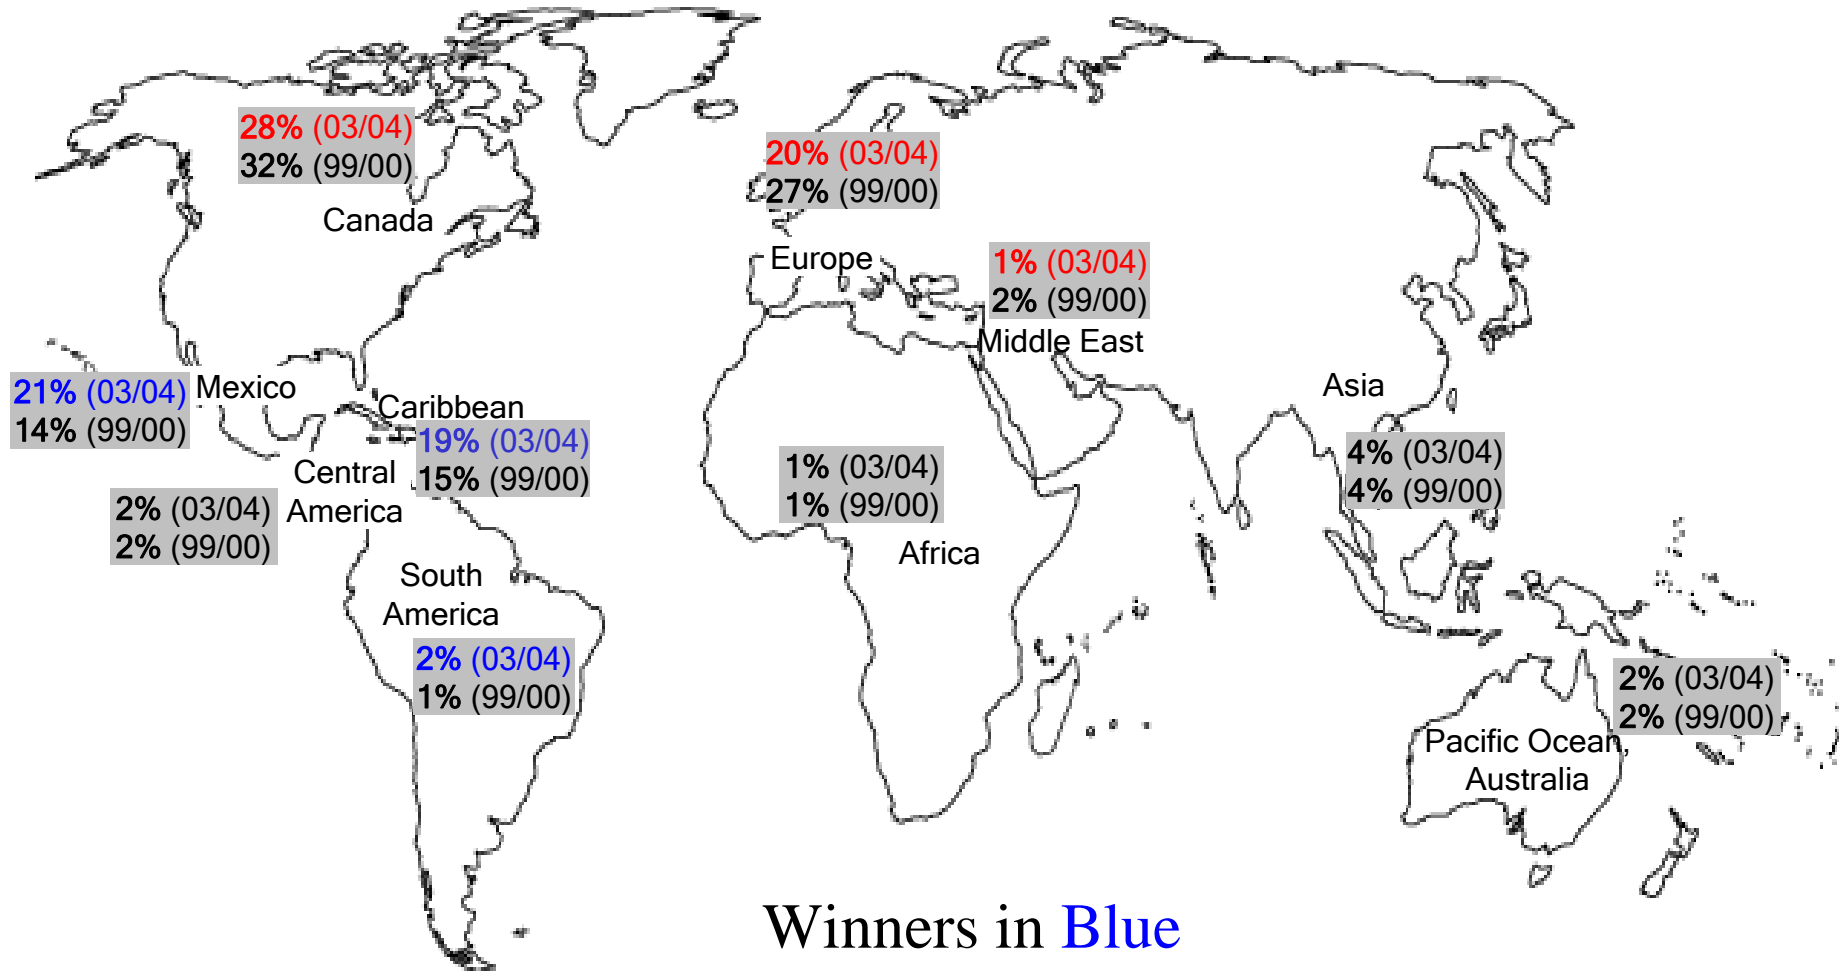 28% (03/04)
32% (99/00)
Canada
20% (03/04)
27% (99/00)
Europe
1% (03/04)
2% (99/00)
Middle East
21% (03/04)
14% (99/00)
Mexico
Caribbean
19% (03/04)
15% (99/00)
Asia
4% (03/04)
4% (99/00)
Central
America
2% (03/04)
2% (99/00)
1% (03/04)
1% (99/00)
Africa
South
America
2% (03/04)
1% (99/00)
2% (03/04)
2% (99/00)
Pacific Ocean,
Australia
Winners in Blue